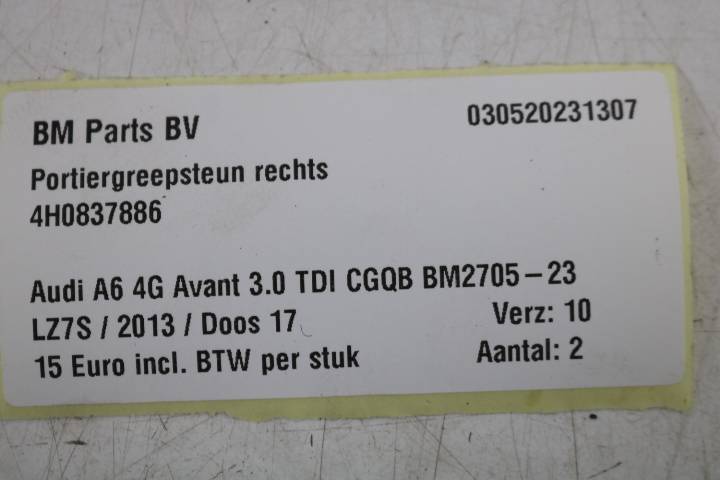 BM Parts BV 030520231307
Portiergreepsteun rechts
4H0837886
Audi A6 4G Avant 3.0 TDI CGQB BM2705-23
LZ7S / 2013 / Doos 17 Verz: 10
15 Euro incl. BTW per stuk Aantal: 2